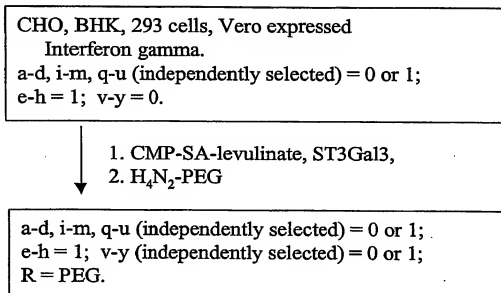 CHO, BHK, 293 cells, Vero expressed
Interferon gamma.
a-d, i-m, q-u (independently selected) = 0 or 1;
e-h = 1; v-y = 0.
1. CMP-SA-levulinate, ST3Gal3,
2. H₄N₂-PEG
a-d, i-m, q-u (independently selected) = 0 or 1;
e-h = 1; v-y (independently selected) = 0 or 1;
R = PEG.